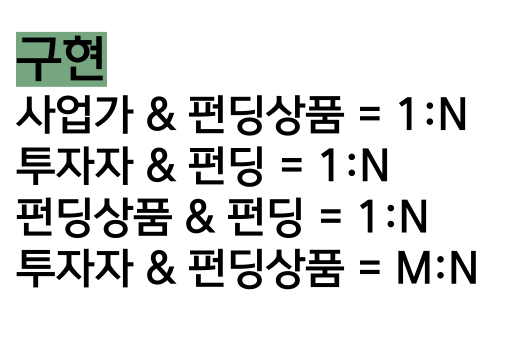 구현
사업가 & 펀딩상품 = 1:N
투자자 & 펀딩 = 1:N
펀딩상품 & 펀딩 = 1:N
투자자 & 펀딩상품 = M:N